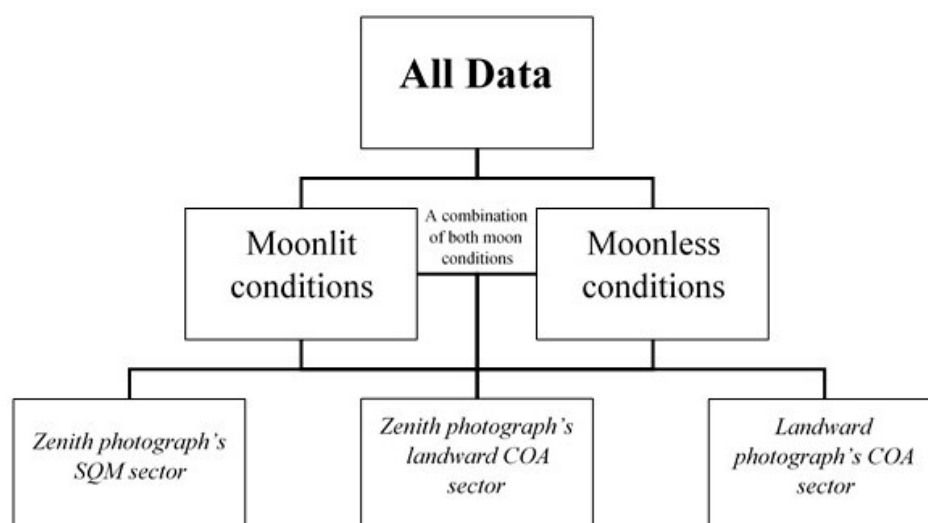 All Data
Moonlit
conditions
A combination
of both moon
conditions
Moonless
conditions
Zenith photograph's
SQM sector
Zenith photograph's
landward COA
sector
Landward
photograph's COA
sector